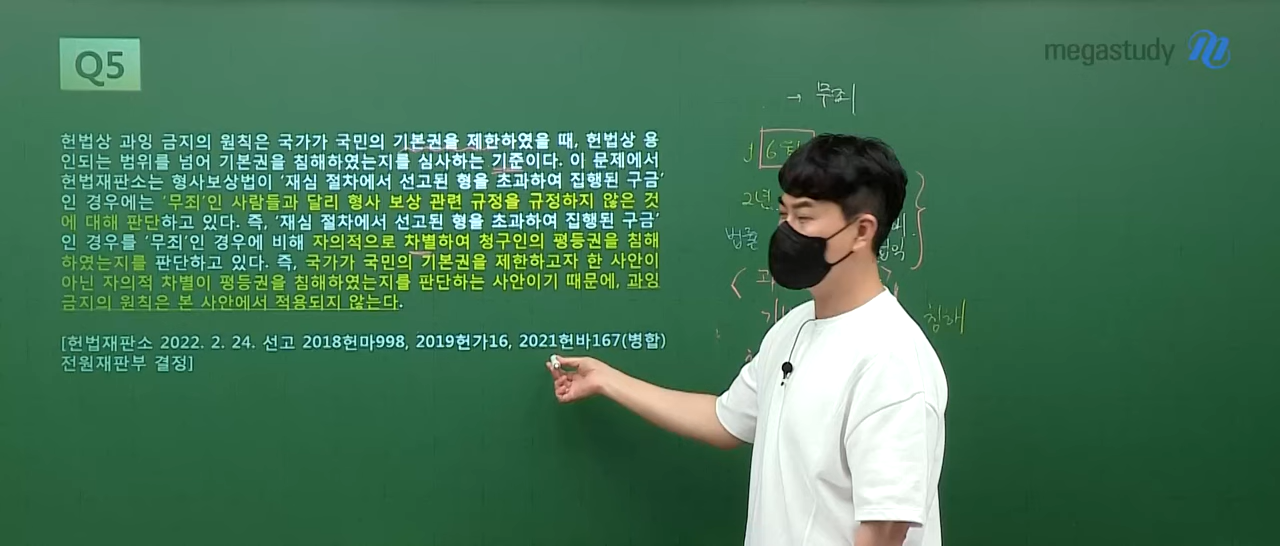 Q5
megastudy
헌법상 과잉 금지의 원칙은 국가가 국민의 기본권을 제한하였을 때, 헌법상 용
인되는 범위를 넘어 기본권을 침해하였는지를 심사하는 기준이다. 이 문제에서
헌법재판소는 형사보상법이 '재심 절차에서 선고된 형을 초과하여 집행된 구금'
인 경우에는 '무죄'인 사람들과 달리 형사 보상 관련 규정을 규정하지 않은 것
에 대해 판단하고 있다. 즉, '재심 절차에서 선고된 형을 초과하여 집행된 구금'
인 경우를 '무죄'인 경우에 비해 자의적으로 차별하여 청구인의 평등권을 침해
하였는지를 판단하고 있다. 즉, 국가가 국민의 기본권을 제한하고자 한 사안이
아닌 자의적 차별이 평등권을 침해하였는지를 판단하는 사안이기 때문에, 과잉
금지의 원칙은 본 사안에서 적용되지 않는다.
[헌법재판소 2022. 2. 24. 선고 2018헌마998, 2019헌가16, 2021헌바167(병합)
전원재판부 결정]
→ 무죄
2년
침해